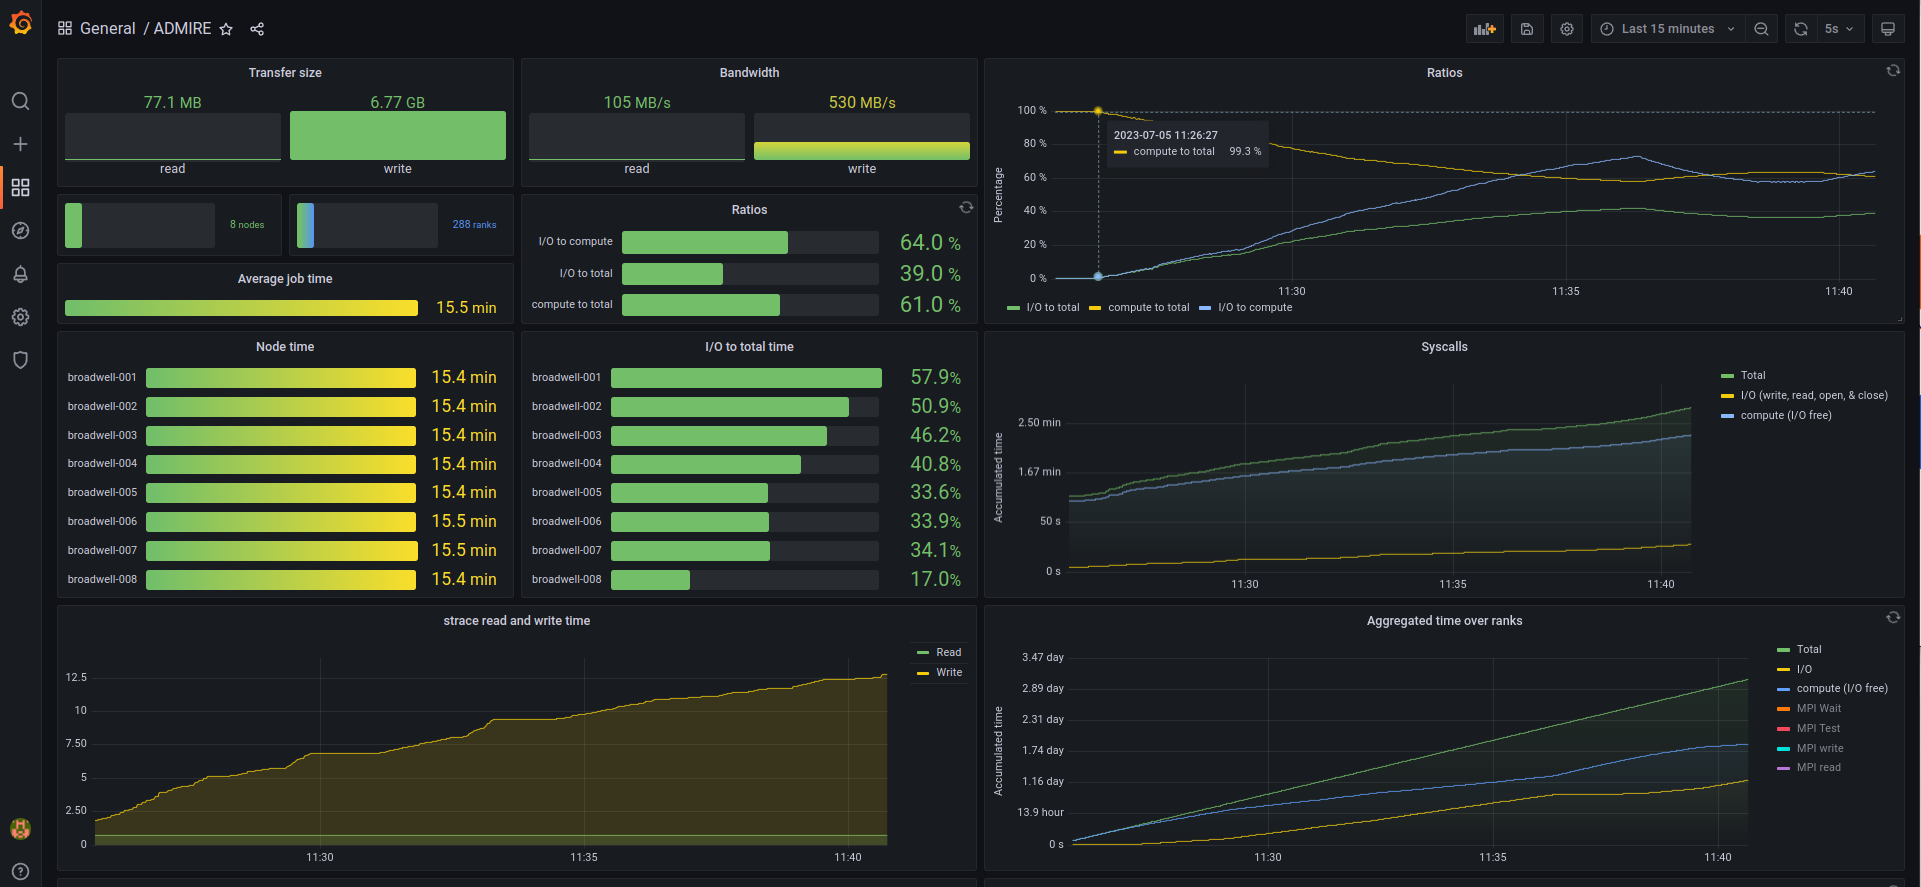 General / ADMIRE
Last 15 minutes
5s
Transfer size
77.1 MB
6.77 GB
read
write
Bandwidth
105 MB/s
530 MB/s
read
write
Ratios
100 %
80 %
60 %
40 %
20 %
0 %
Percentage
2023-07-05 11:26:27
compute to total 99.3 %
11:30
11:35
11:40
I/O to total
compute to total
I/O to compute
8 nodes
288 ranks
Average job time
15.5 min
Ratios
I/O to compute 64.0 %
I/O to total 39.0 %
compute to total 61.0 %
Node time
broadwell-001 15.4 min
broadwell-002 15.4 min
broadwell-003 15.4 min
broadwell-004 15.4 min
broadwell-005 15.4 min
broadwell-006 15.5 min
broadwell-007 15.5 min
broadwell-008 15.4 min
I/O to total time
broadwell-001 57.9%
broadwell-002 50.9%
broadwell-003 46.2%
broadwell-004 40.8%
broadwell-005 33.6%
broadwell-006 33.9%
broadwell-007 34.1%
broadwell-008 17.0%
Syscalls
Accumulated time
2.50 min
1.67 min
50 s
0 s
11:30
11:35
11:40
Total
I/O (write, read, open, & close)
compute (I/O free)
strace read and write time
12.5
10
7.50
5
2.50
0
11:30
11:35
11:40
Read
Write
Aggregated time over ranks
Accumulated time
3.47 day
2.89 day
2.31 day
1.74 day
1.16 day
13.9 hour
0 s
11:30
11:35
11:40
Total
I/O
compute (I/O free)
MPI Wait
MPI Test
MPI write
MPI read